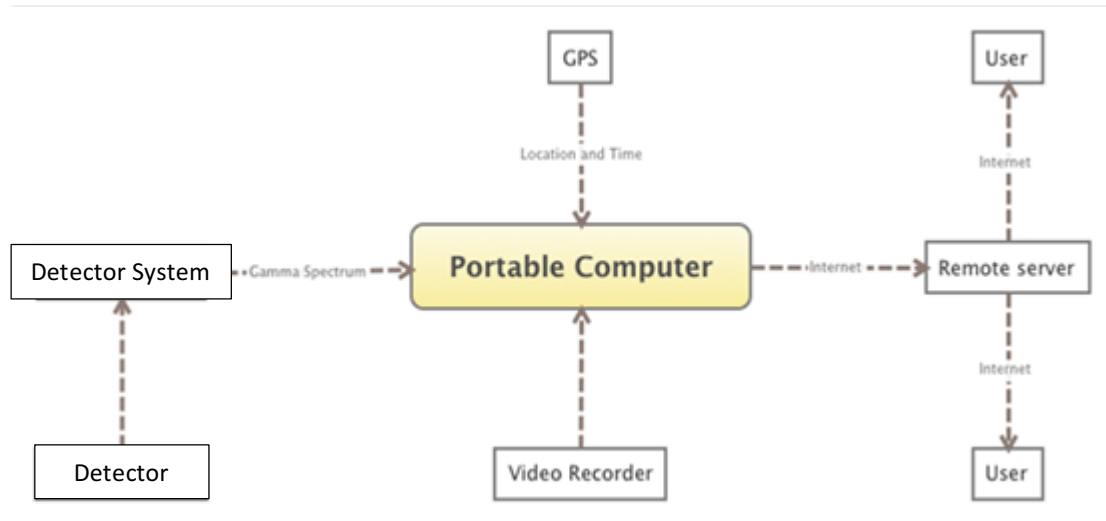 GPS
User
Location and Time
Internet
Detector System
Gamma Spectrum
Portable Computer
Internet
Remote server
Internet
Detector
Video Recorder
User